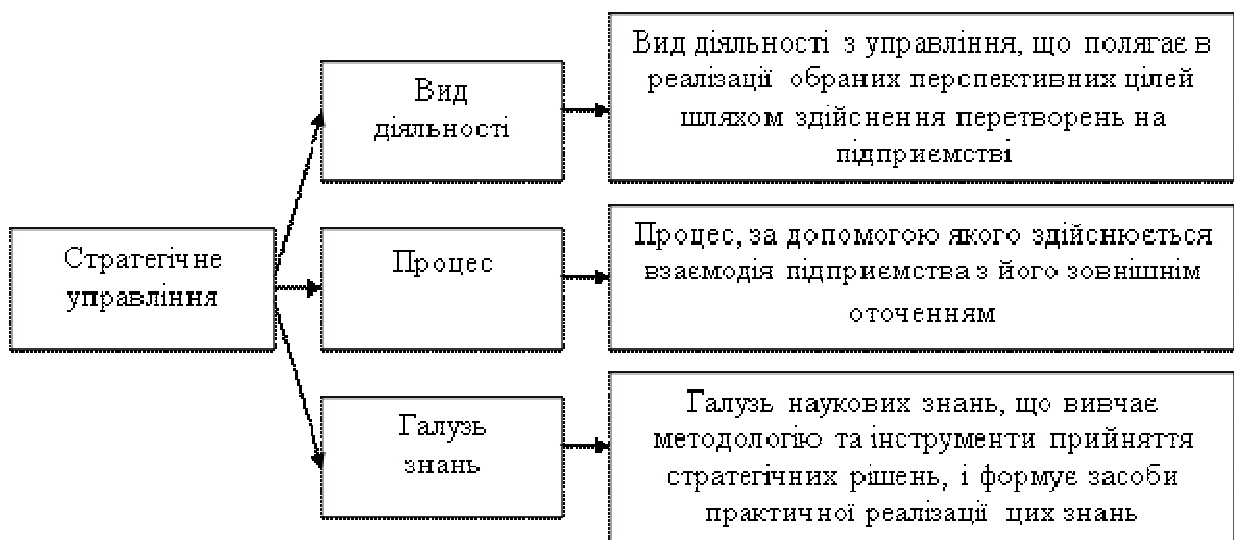 Вид діяльності з управління, що полягає в
реалізації обраних перспективних цілей
шляхом здійснення перетворень на
підприємстві
Вид
діяльності
Стратегічне
управління
Процес
Процес, за допомогою якого здійснюється
взаємодія підприємства з його зовнішнім
оточенням
Галузь
знань
Галузь наукових знань, що вивчає
методологію та інструменти прийняття
стратегічних рішень, і формує засоби
практичної реалізації цих знань